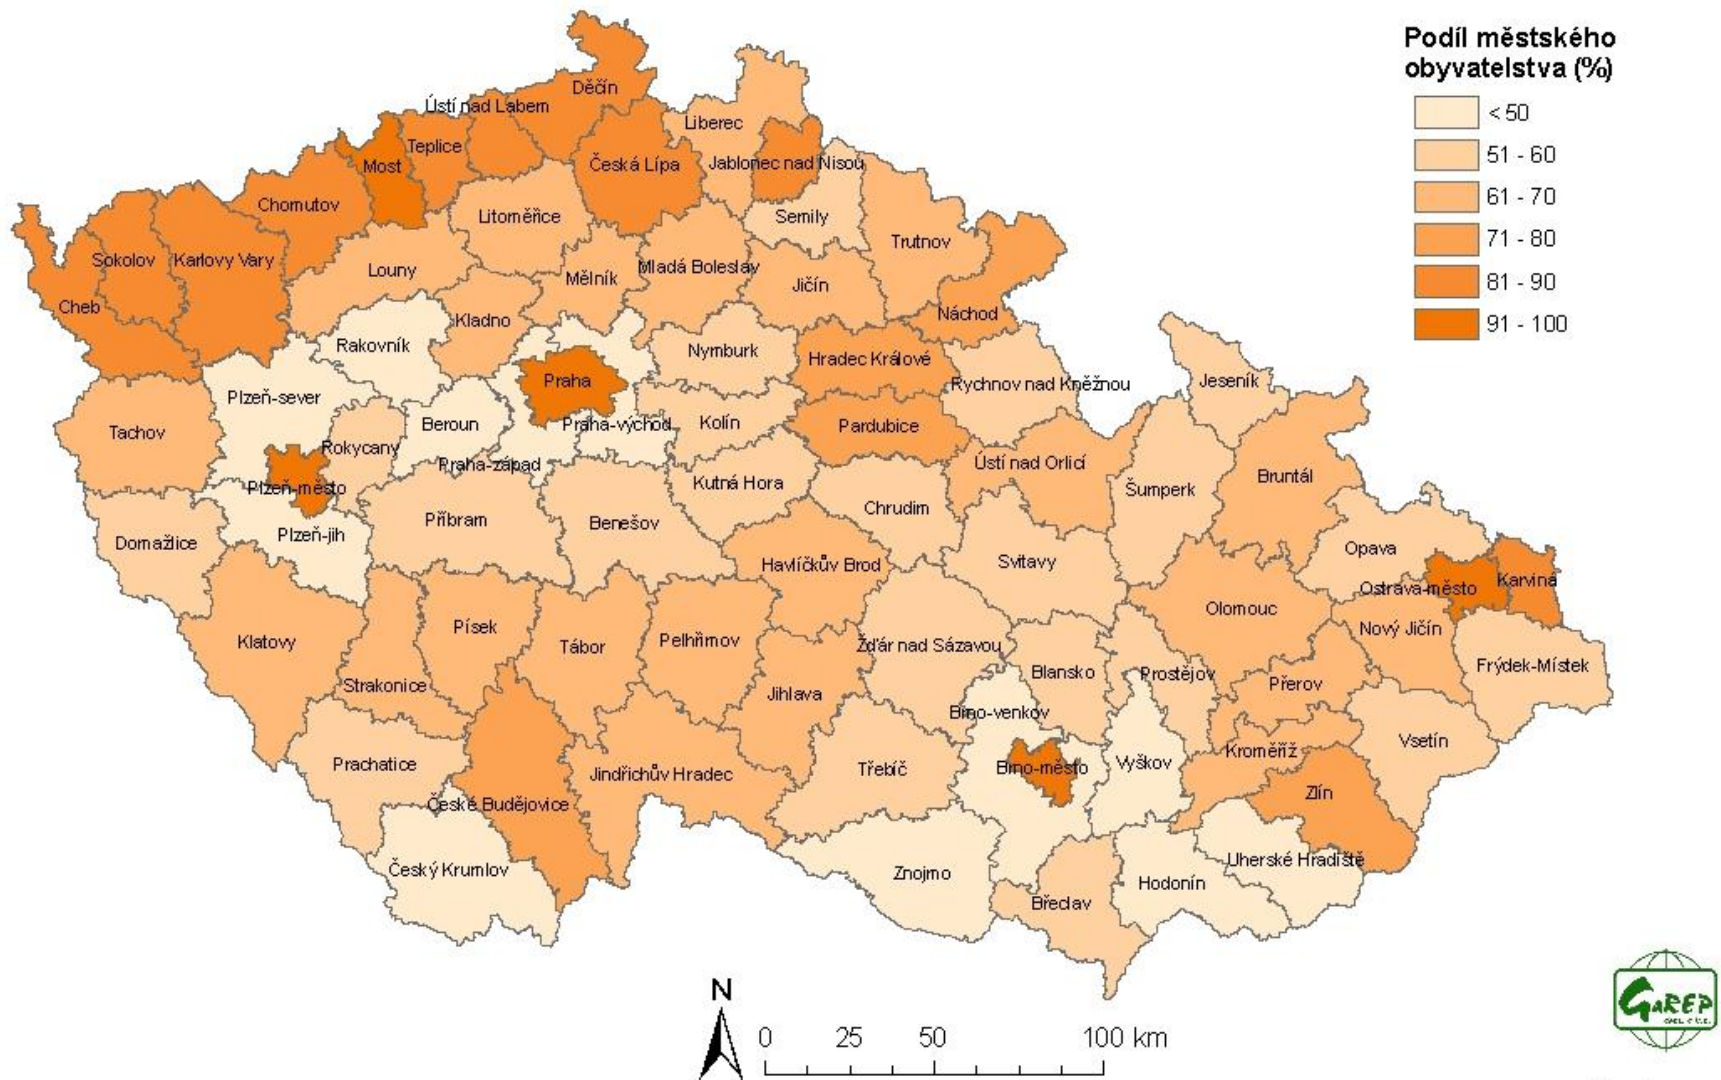 Podíl městského
obyvatelstva (%)
< 50
51 - 60
61 - 70
71 - 80
81 - 90
91 - 100
Děčín
Ústí nad Labem
Liberec
Teplice
Most
Česká Lípa
Jablonec nad Nisou
Chomutov
Litoměřice
Semily
Trutnov
Sokolov
Karlovy Vary
Louny
Mělník
Mladá Boleslav
Jičín
Cheb
Kladno
Náchod
Rakovník
Nymburk
Hradec Králové
Praha
Rychnov nad Kněžnou
Jeseník
Plzeň-sever
Tachov
Beroun
Praha-východ
Kolín
Pardubice
Rokycany
Praha-západ
Ústí nad Orlicí
Bruntál
Plzeň-město
Kutná Hora
Šumperk
Chrudim
Příbram
Benešov
Plzeň-jih
Domažlice
Opava
Havlíčkův Brod
Svitavy
Karviná
Ostrava-město
Olomouc
Písek
Nový Jičín
Klatovy
Tábor
Pelhřimov
Žďár nad Sázavou
Frýdek-Místek
Blansko
Prostějov
Strakonice
Přerov
Jihlava
Brno-venkov
Vsetín
Kroměříž
Prachatice
Jindřichův Hradec
Třebíč
Brno-město
Vyškov
Zlín
České Budějovice
Český Krumlov
Uherské Hradiště
Znojmo
Hodonín
Břeclav
N
0 25 50 100 km
GaREP